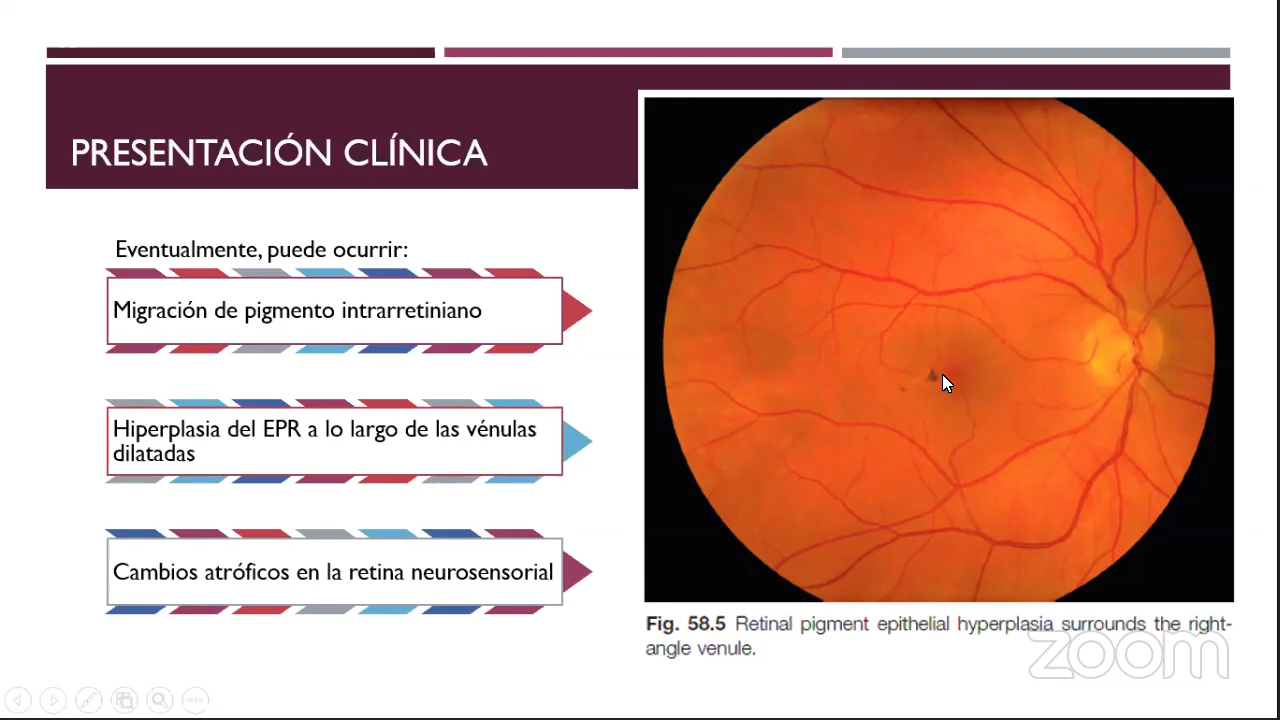 PRESENTACIÓN CLÍNICA
Eventualmente, puede ocurrir:
Migración de pigmento intrarretiniano
Hiperplasia del EPR a lo largo de las vénulas
dilatadas
Cambios atróficos en la retina neurosensorial
Fig. 58.5 Retinal pigment epithelial hyperplasia surrounds the right-
angle venule.
zoom